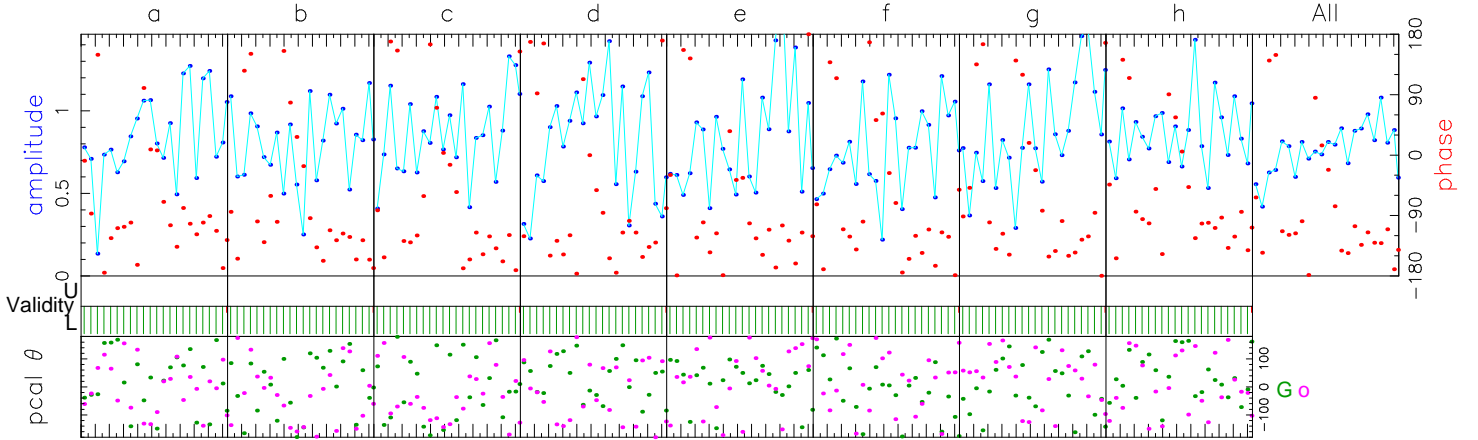 a b c d e f g h All
amplitude
1
0.5
0
180
90
0
-90
-180
phase
Validity
U
L
pcal θ
100
0
-100
G o